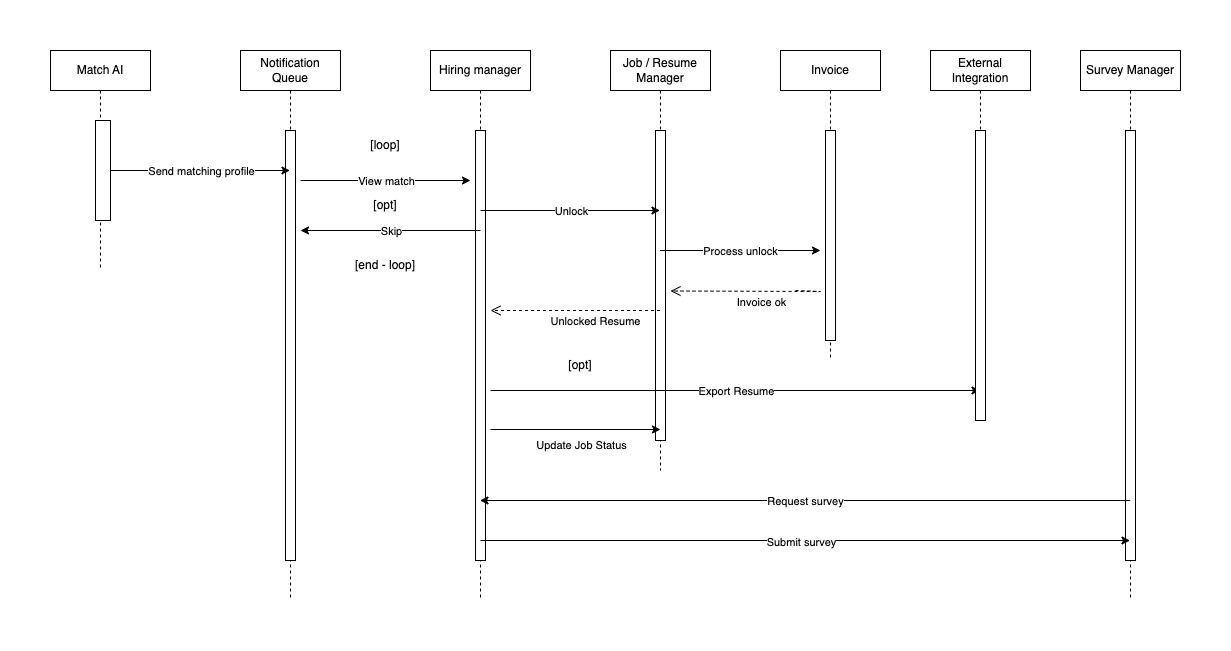 Match AI
Notification
Queue
Hiring manager
Job / Resume
Manager
Invoice
External
Integration
Survey Manager
[loop]
Send matching profile
View match
[opt]
Unlock
Skip
Process unlock
[end - loop]
Invoice ok
Unlocked Resume
[opt]
Export Resume
Update Job Status
Request survey
Submit survey